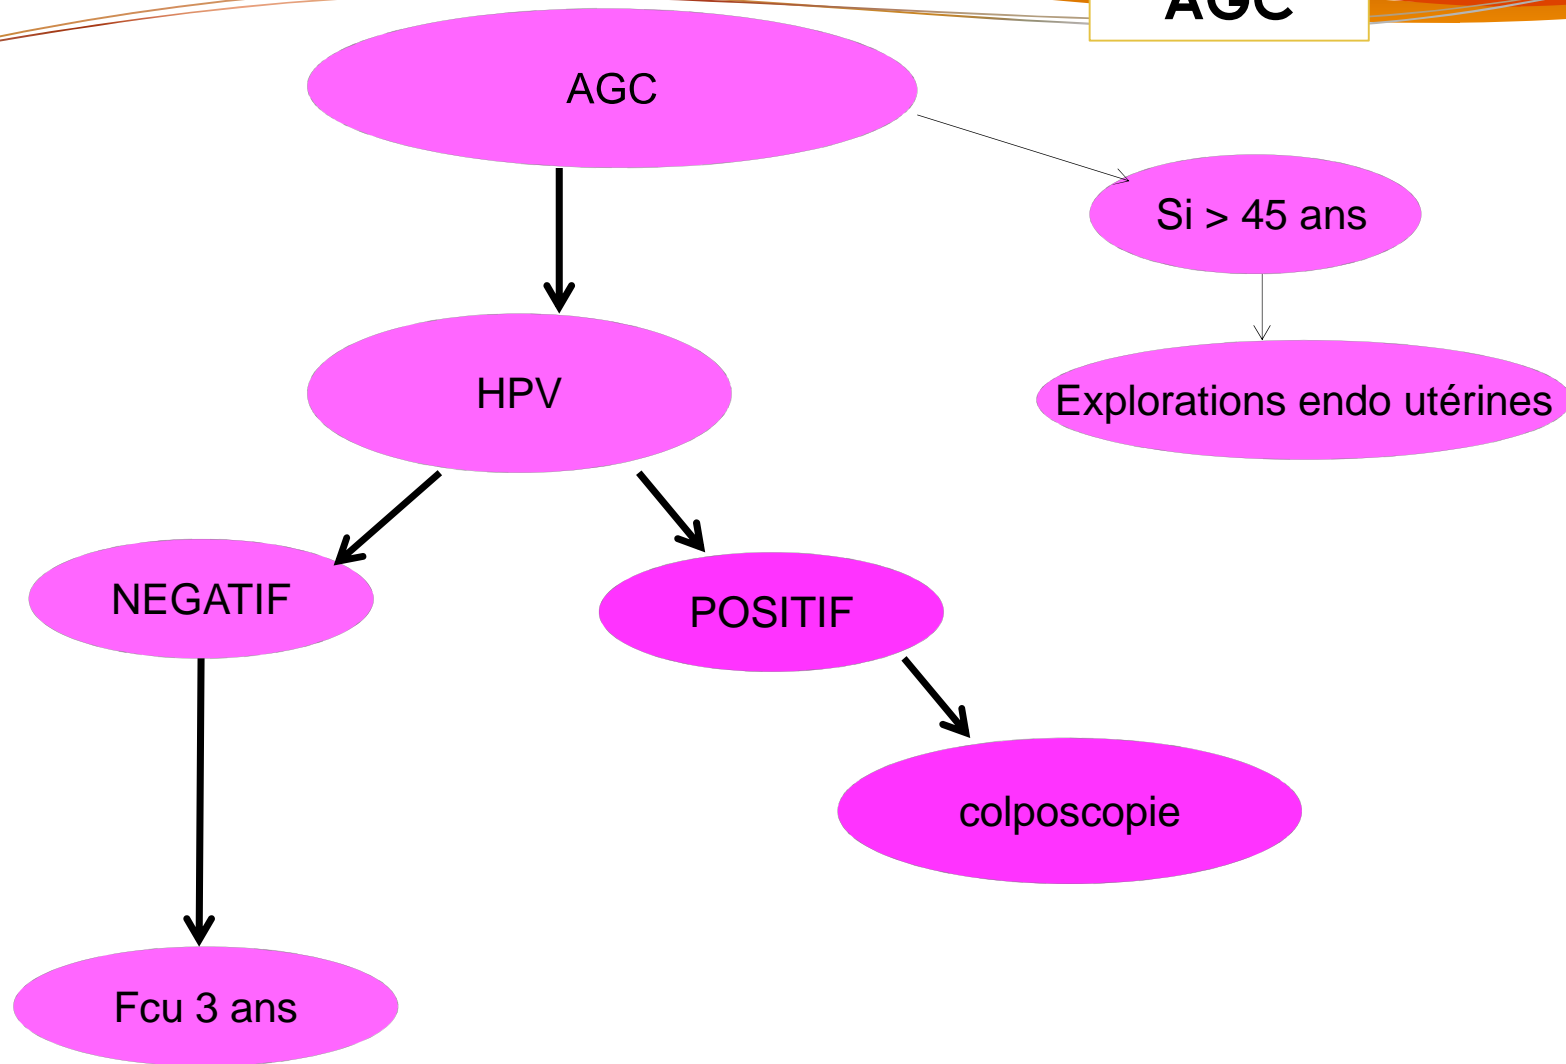 AGC
AGC
Si > 45 ans
HPV
Explorations endo utérines
NEGATIF
POSITIF
colposcopie
Fcu 3 ans